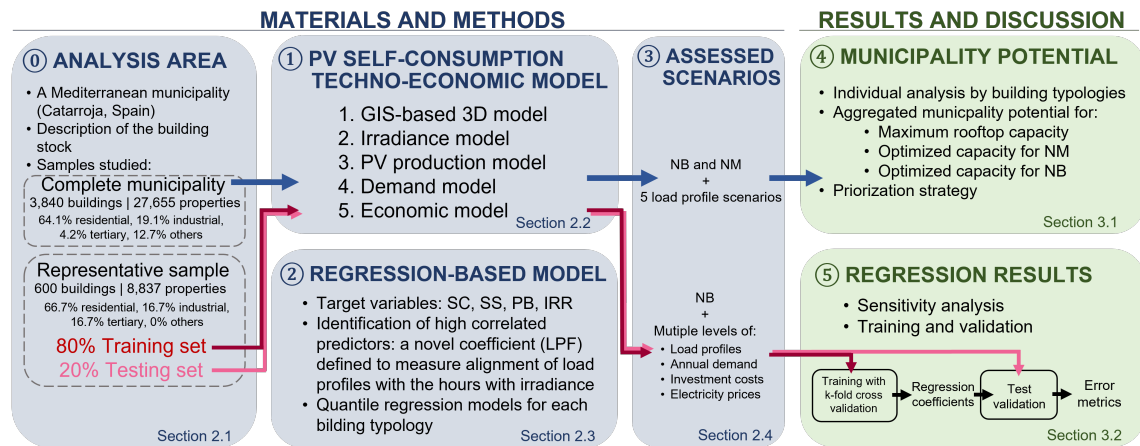 MATERIALS AND METHODS
RESULTS AND DISCUSSION
⓪ ANALYSIS AREA
• A Mediterranean municipality
(Catarroja, Spain)
• Description of the building
stock
• Samples studied:
Complete municipality
3,840 buildings | 27,655 properties
64.1% residential, 19.1% industrial,
4.2% tertiary, 12.7% others
Representative sample
600 buildings | 8,837 properties
66.7% residential, 16.7% industrial,
16.7% tertiary, 0% others
80% Training set
20% Testing set
Section 2.1
① PV SELF-CONSUMPTION
TECHNO-ECONOMIC MODEL
1. GIS-based 3D model
2. Irradiance model
3. PV production model
4. Demand model
5. Economic model
Section 2.2
② REGRESSION-BASED MODEL
• Target variables: SC, SS, PB, IRR
• Identification of high correlated
predictors: a novel coefficient (LPF)
defined to measure alignment of load
profiles with the hours with irradiance
• Quantile regression models for each
bilding typology
Section 2.3
③ ASSESSED
SCENARIOS
NB and NM
+
5 load profile scenarios
NB
+
Mutiple levels of:
• Load profiles
• Annual demand
• Investment costs
• Electricity prices
Section 2.4
④ MUNICIPALITY POTENTIAL
• Individual analysis by building typologies
• Aggregated municpality potential for:
• Maximum rooftop capacity
• Optimized capacity for NM
• Optimized capacity for NB
• Priorization strategy
Section 3.1
⑤ REGRESSION RESULTS
• Sensitivity analysis
• Training and validation
Training with
k-fold cross
validation
Regression
coefficients
Test
validation
Error
metrics
Section 3.2